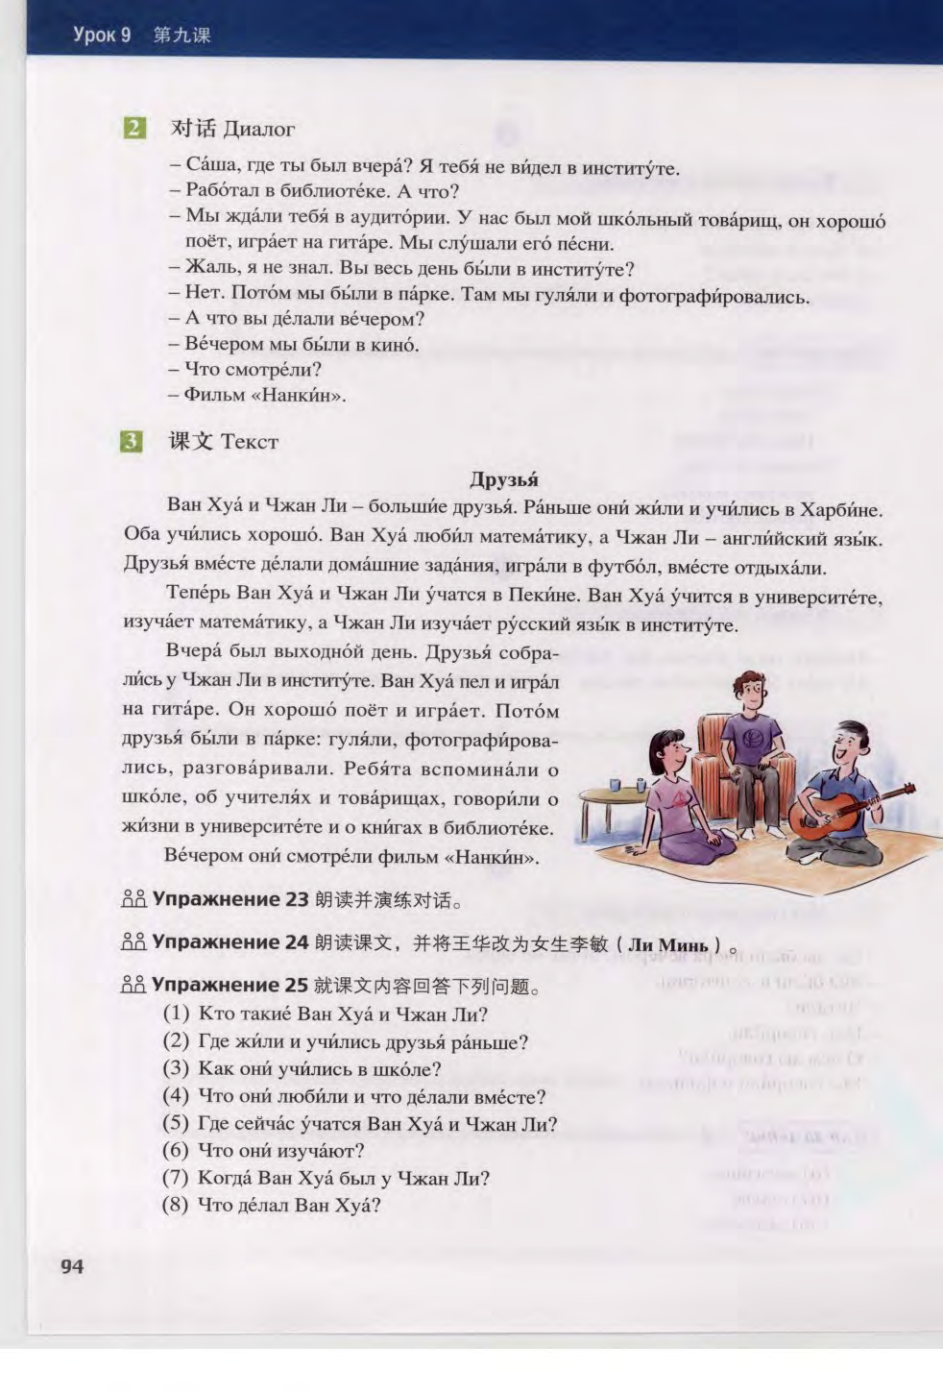 Урок 9 第九课
2 对话 Диалог
– Са́ша, где ты был вчера́? Я тебя́ не ви́дел в институ́те.
– Рабо́тал в библиоте́ке. А что?
– Мы жда́ли тебя́ в аудито́рии. У нас был мой шко́льный това́рищ, он хорошо́
поёт, игра́ет на гита́ре. Мы слу́шали его́ пе́сни.
– Жаль, я не знал. Вы весь день бы́ли в институ́те?
– Нет. Пото́м мы бы́ли в па́рке. Там мы гуля́ли и фотографи́ровались.
– А что вы де́лали ве́чером?
– Ве́чером мы бы́ли в кино́.
– Что смотре́ли?
– Фильм «Нанки́н».
3 课文 Текст
Друзья́
Ван Хуа́ и Чжан Ли – больши́е друзья́. Ра́ньше они́ жи́ли и учи́лись в Харби́не.
Оба учи́лись хорошо́. Ван Хуа́ люби́л матема́тику, а Чжан Ли – англи́йский язы́к.
Друзья́ вме́сте де́лали дома́шние зада́ния, игра́ли в футбо́л, вме́сте отдыха́ли.
Тепе́рь Ван Хуа́ и Чжан Ли у́чатся в Пеки́не. Ван Хуа́ у́чится в университе́те,
изуча́ет матема́тику, а Чжан Ли изуча́ет ру́сский язы́к в институ́те.
Вчера́ был выходно́й день. Друзья́ собра-
ли́сь у Чжан Ли в институ́те. Ван Хуа́ пел и игра́л
на гита́ре. Он хорошо́ поёт и игра́ет. Пото́м
друзья́ бы́ли в па́рке: гуля́ли, фотографи́рова-
лись, разгова́ривали. Ребя́та вспомина́ли о
шко́ле, об учителя́х и това́рищах, говори́ли о
жи́зни в университе́те и о кни́гах в библиоте́ке.
Ве́чером они́ смотре́ли фильм «Нанки́н».
Упражнение 23 朗读并演练对话。
Упражнение 24 朗读课文，并将王华改为女生李敏（Ли Минь）。
Упражнение 25 就课文内容回答下列问题。
(1) Кто таки́е Ван Хуа́ и Чжан Ли?
(2) Где жи́ли и учи́лись друзья́ ра́ньше?
(3) Как они́ учи́лись в шко́ле?
(4) Что они́ люби́ли и что де́лали вме́сте?
(5) Где сейча́с у́чатся Ван Хуа́ и Чжан Ли?
(6) Что они́ изуча́ют?
(7) Когда́ Ван Хуа́ был у Чжан Ли?
(8) Что де́лал Ван Хуа́?
94